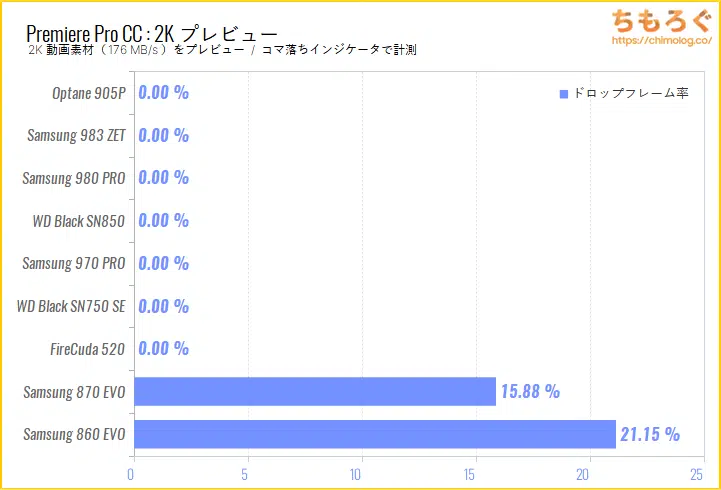 Premiere Pro CC : 2K プレビュー
2K 動画素材（176 MB/s）をプレビュー / コマ落ちインジケータで計測
ちもろぐ
https://chimolog.co/
ドロップフレーム率
Optane 905P 0.00 %
Samsung 983 ZET 0.00 %
Samsung 980 PRO 0.00 %
WD Black SN850 0.00 %
Samsung 970 PRO 0.00 %
WD Black SN750 SE 0.00 %
FireCuda 520 0.00 %
Samsung 870 EVO 15.88 %
Samsung 860 EVO 21.15 %
0 5 10 15 20 25